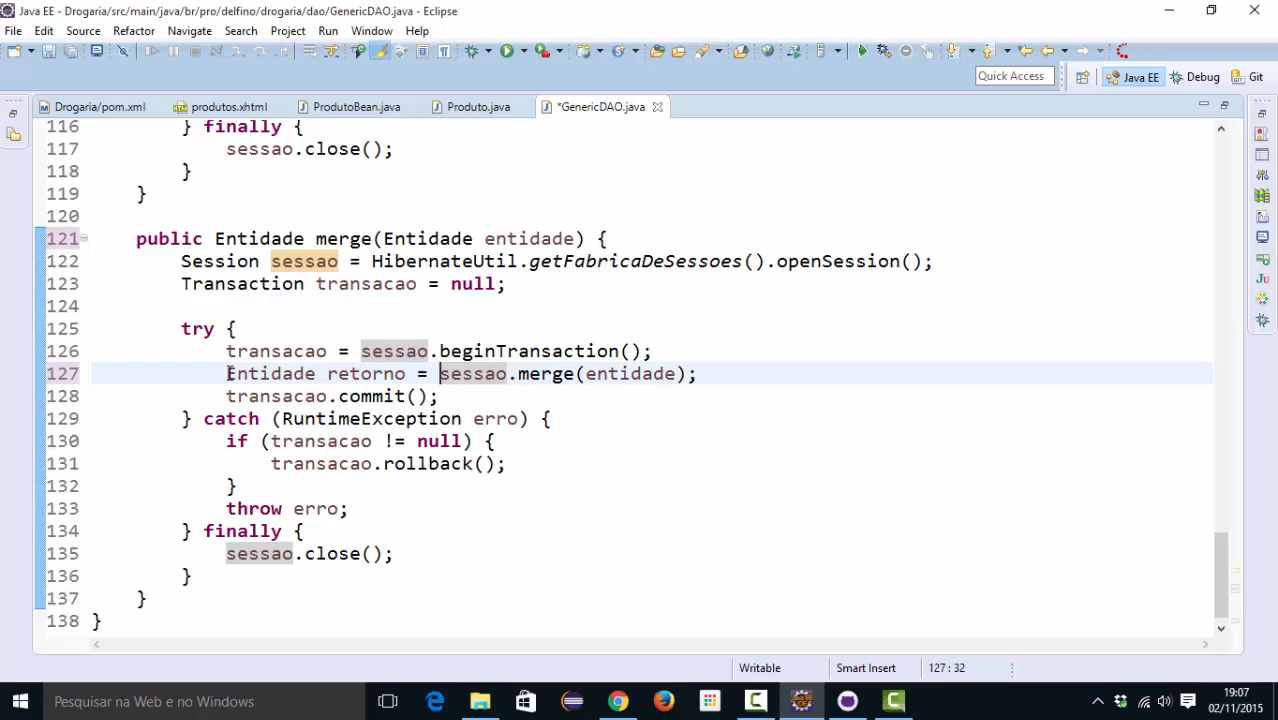 Java EE - Drogaria/src/main/java/br/pro/delfino/drogaria/dao/GenericDAO.java - Eclipse
File Edit Source Refactor Navigate Search Project Run Window Help
Quick Access
Java EE Debug Git
Drogaria/pom.xml produtos.xhtml ProdutoBean.java Produto.java *GenericDAO.java
116 } finally {
117 sessao.close();
118 }
119 }
120
121 public Entidade merge(Entidade entidade) {
122 Session sessao = HibernateUtil.getFabricaDeSessoes().openSession();
123 Transaction transacao = null;
124
125 try {
126 transacao = sessao.beginTransaction();
127 Entidade retorno = sessao.merge(entidade);
128 transacao.commit();
129 } catch (RuntimeException erro) {
130 if (transacao != null) {
131 transacao.rollback();
132 }
133 throw erro;
134 } finally {
135 sessao.close();
136 }
137 }
138 }
Writable Smart Insert 127 : 32
Pesquisar na Web e no Windows
19:07
02/11/2015